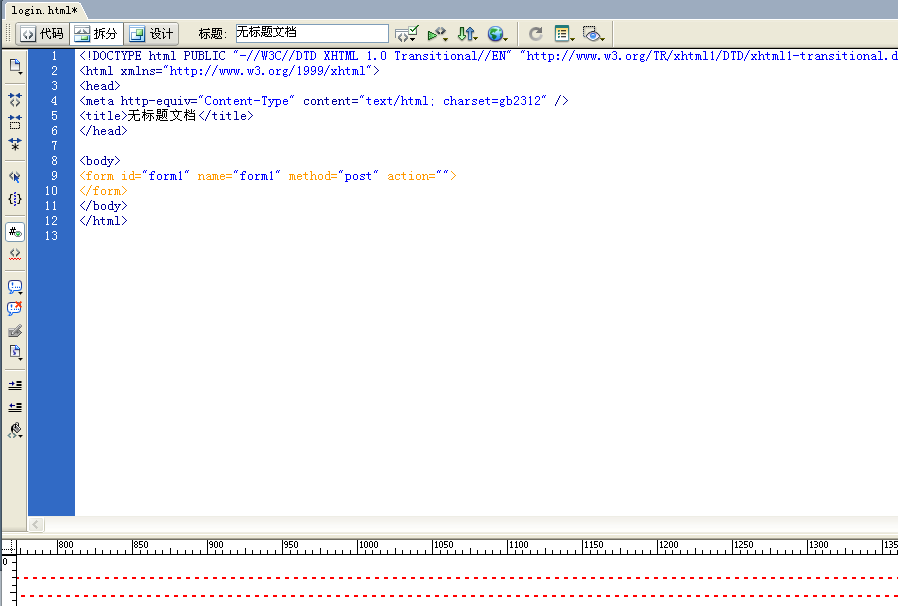 login.html*
代码 拆分 设计 标题: 无标题文档
1 <!DOCTYPE html PUBLIC "-//W3C//DTD XHTML 1.0 Transitional//EN" "http://www.w3.org/TR/xhtml1/DTD/xhtml1-transitional.d
2 <html xmlns="http://www.w3.org/1999/xhtml">
3 <head>
4 <meta http-equiv="Content-Type" content="text/html; charset=gb2312" />
5 <title>无标题文档</title>
6 </head>
7
8 <body>
9 <form id="form1" name="form1" method="post" action="">
10 </form>
11 </body>
12 </html>
13
800 850 900 950 1000 1050 1100 1150 1200 1250 1300 135
0